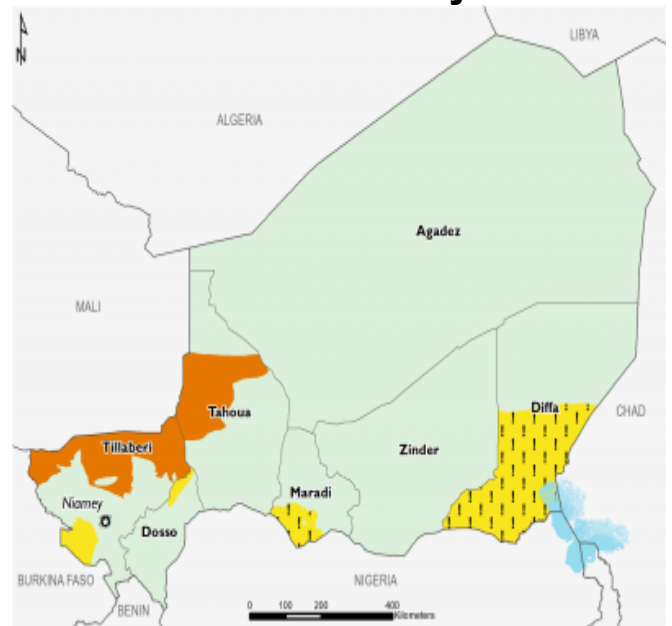 N
LIBYA
ALGERIA
Agadez
MALI
Tahoua
Diffa
CHAD
Tillaberi
Zinder
Maradi
Niamey
Dosso
BURKINA FASO
NIGERIA
BENIN
0 100 200 400
Kilometers